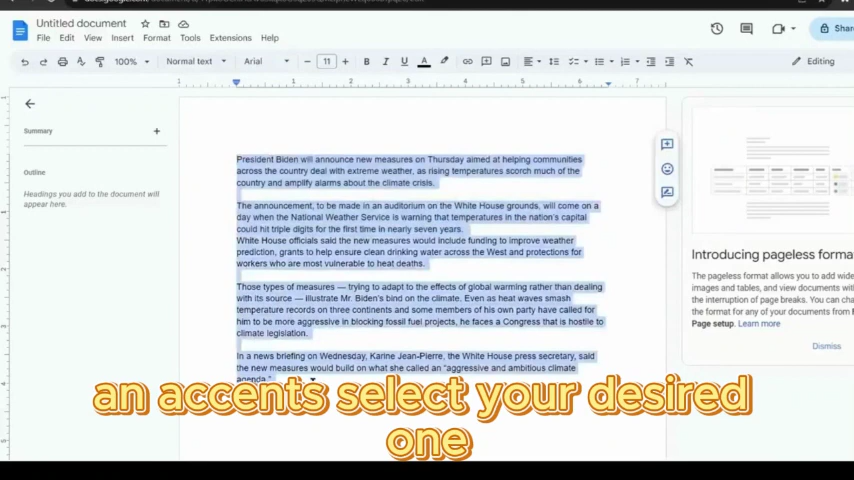 Untitled document
Share
File Edit View Insert Format Tools Extensions Help
100% Normal text Arial 11 Editing
1 1 2 3 4 5 6 7
Summary
Outline
Headings you add to the document will
appear here.
President Biden will announce new measures on Thursday aimed at helping communities
across the country deal with extreme weather, as rising temperatures scorch much of the
country and amplify alarms about the climate crisis.
The announcement, to be made in an auditorium on the White House grounds, will come on a
day when the National Weather Service is warning that temperatures in the nation's capital
could hit triple digits for the first time in nearly seven years.
White House officials said the new measures would include funding to improve weather
prediction, grants to help ensure clean drinking water across the West and protections for
workers who are most vulnerable to heat deaths.
Those types of measures — trying to adapt to the effects of global warming rather than dealing
with its source — illustrate Mr. Biden's bind on the climate. Even as heat waves smash
temperature records on three continents and some members of his own party have called for
him to be more aggressive in blocking fossil fuel projects, he faces a Congress that is hostile to
climate legislation.
In a news briefing on Wednesday, Karine Jean-Pierre, the White House press secretary, said
the new measures would build on what she called an "aggressive and ambitious climate
agenda."
Introducing pageless forma
The pageless format allows you to add wide
images and tables, and view documents with
the interruption of page breaks. You can cha
the format for any of your documents from
Page setup. Learn more
Dismiss
an accents select your desired
one